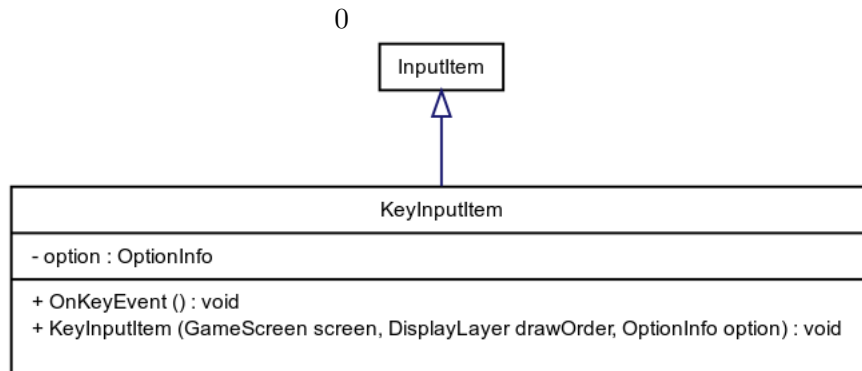 0
InputItem
KeyInputItem
- option : OptionInfo
+ OnKeyEvent () : void
+ KeyInputItem (GameScreen screen, DisplayLayer drawOrder, OptionInfo option) : void